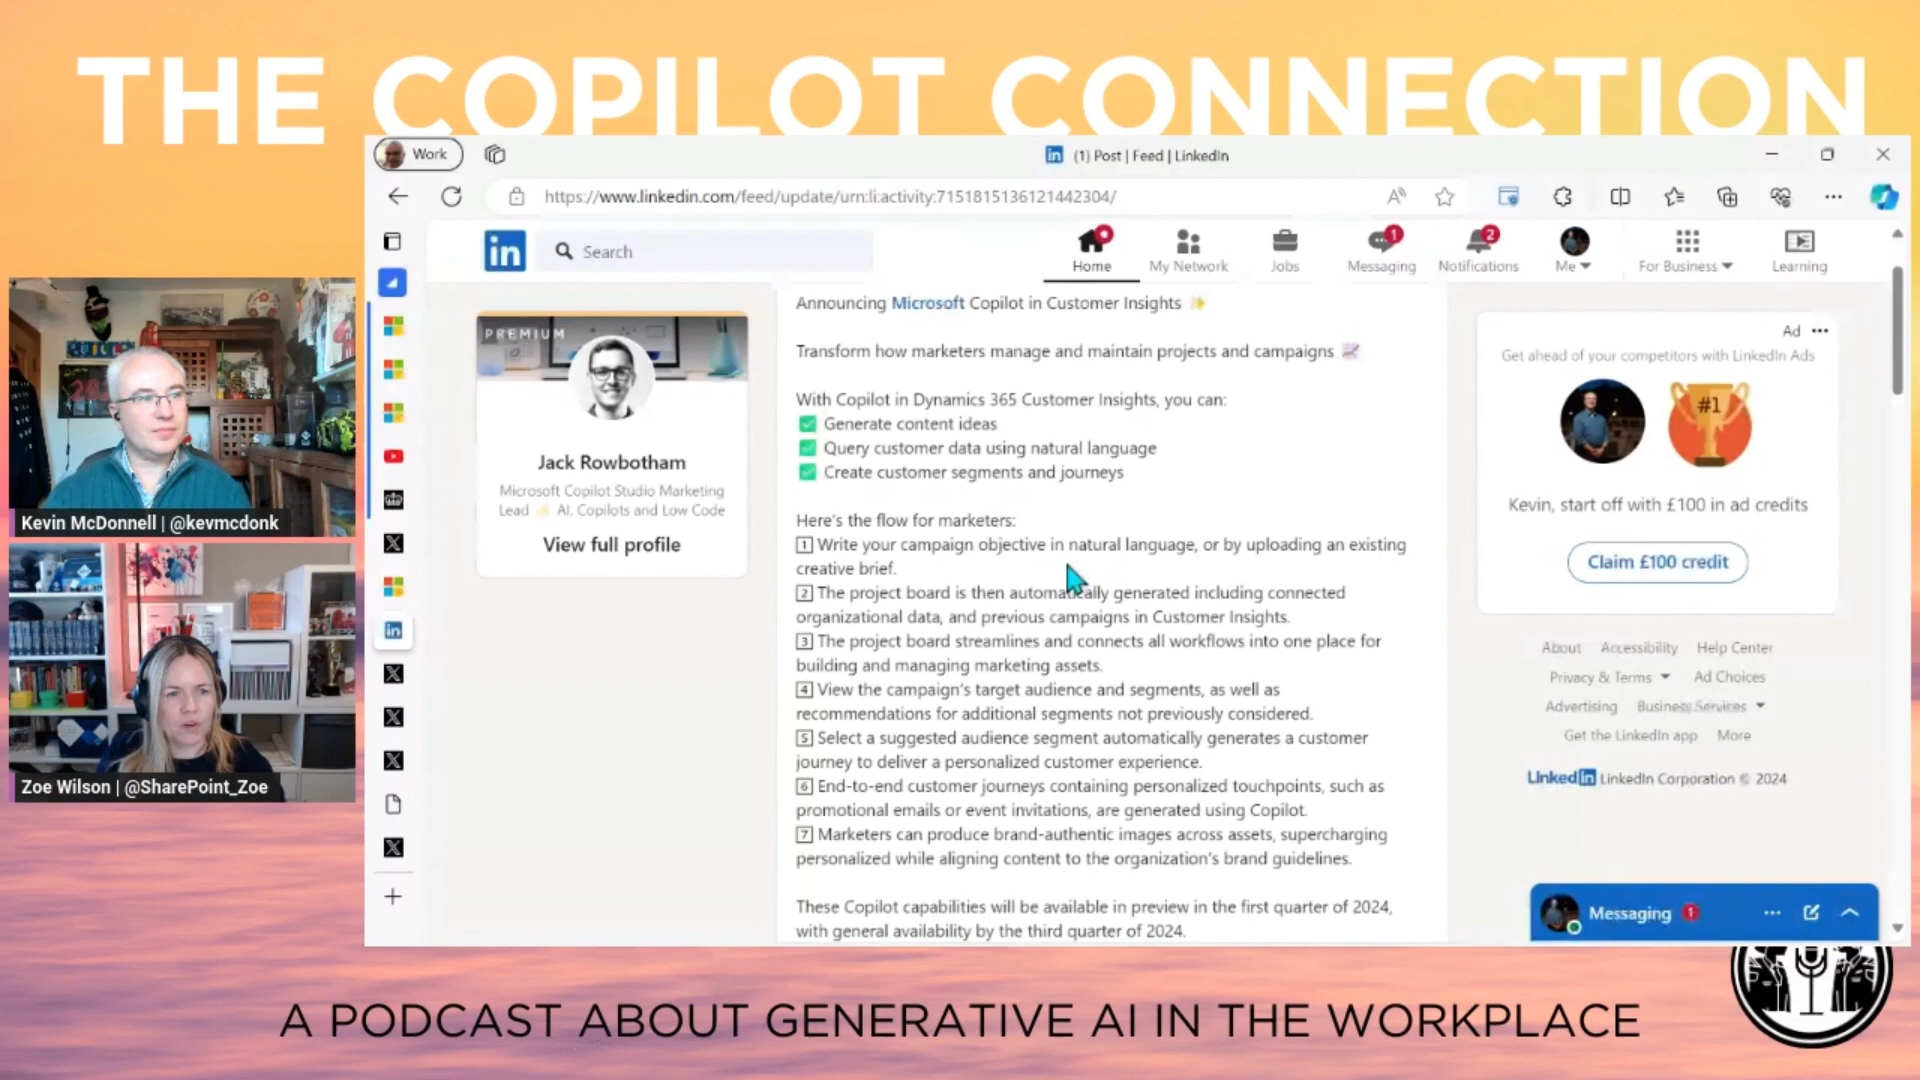 THE COPILOT CONNECTION
Work
(1) Post | Feed | LinkedIn
https://www.linkedin.com/feed/update/urn:li:activity:7151815136121442304/
in
Search
Home
My Network
Jobs
1
Messaging
2
Notifications
Me
For Business
Learning
PREMIUM
Jack Rowbotham
Microsoft Copilot Studio Marketing
Lead ✨ AI, Copilots and Low Code
View full profile
Announcing Microsoft Copilot in Customer Insights ✨
Transform how marketers manage and maintain projects and campaigns 📈
With Copilot in Dynamics 365 Customer Insights, you can:
✅ Generate content ideas
✅ Query customer data using natural language
✅ Create customer segments and journeys
Here's the flow for marketers:
1 Write your campaign objective in natural language, or by uploading an existing
creative brief.
2 The project board is then automatically generated including connected
organizational data, and previous campaigns in Customer Insights.
3 The project board streamlines and connects all workflows into one place for
building and managing marketing assets.
4 View the campaign's target audience and segments, as well as
recommendations for additional segments not previously considered.
5 Select a suggested audience segment automatically generates a customer
journey to deliver a personalized customer experience.
6 End-to-end customer journeys containing personalized touchpoints, such as
promotional emails or event invitations, are generated using Copilot.
7 Marketers can produce brand-authentic images across assets, supercharging
personalized while aligning content to the organization's brand guidelines.
These Copilot capabilities will be available in preview in the first quarter of 2024,
with general availability by the third quarter of 2024.
Ad
Get ahead of your competitors with LinkedIn Ads
#1
Kevin, start off with £100 in ad credits
Claim £100 credit
About Accessibility Help Center
Privacy & Terms Ad Choices
Advertising Business Services
Get the LinkedIn app More
LinkedIn LinkedIn Corporation © 2024
Messaging 1
Kevin McDonnell | @kevmcdonk
Zoe Wilson | @SharePoint_Zoe
A PODCAST ABOUT GENERATIVE AI IN THE WORKPLACE